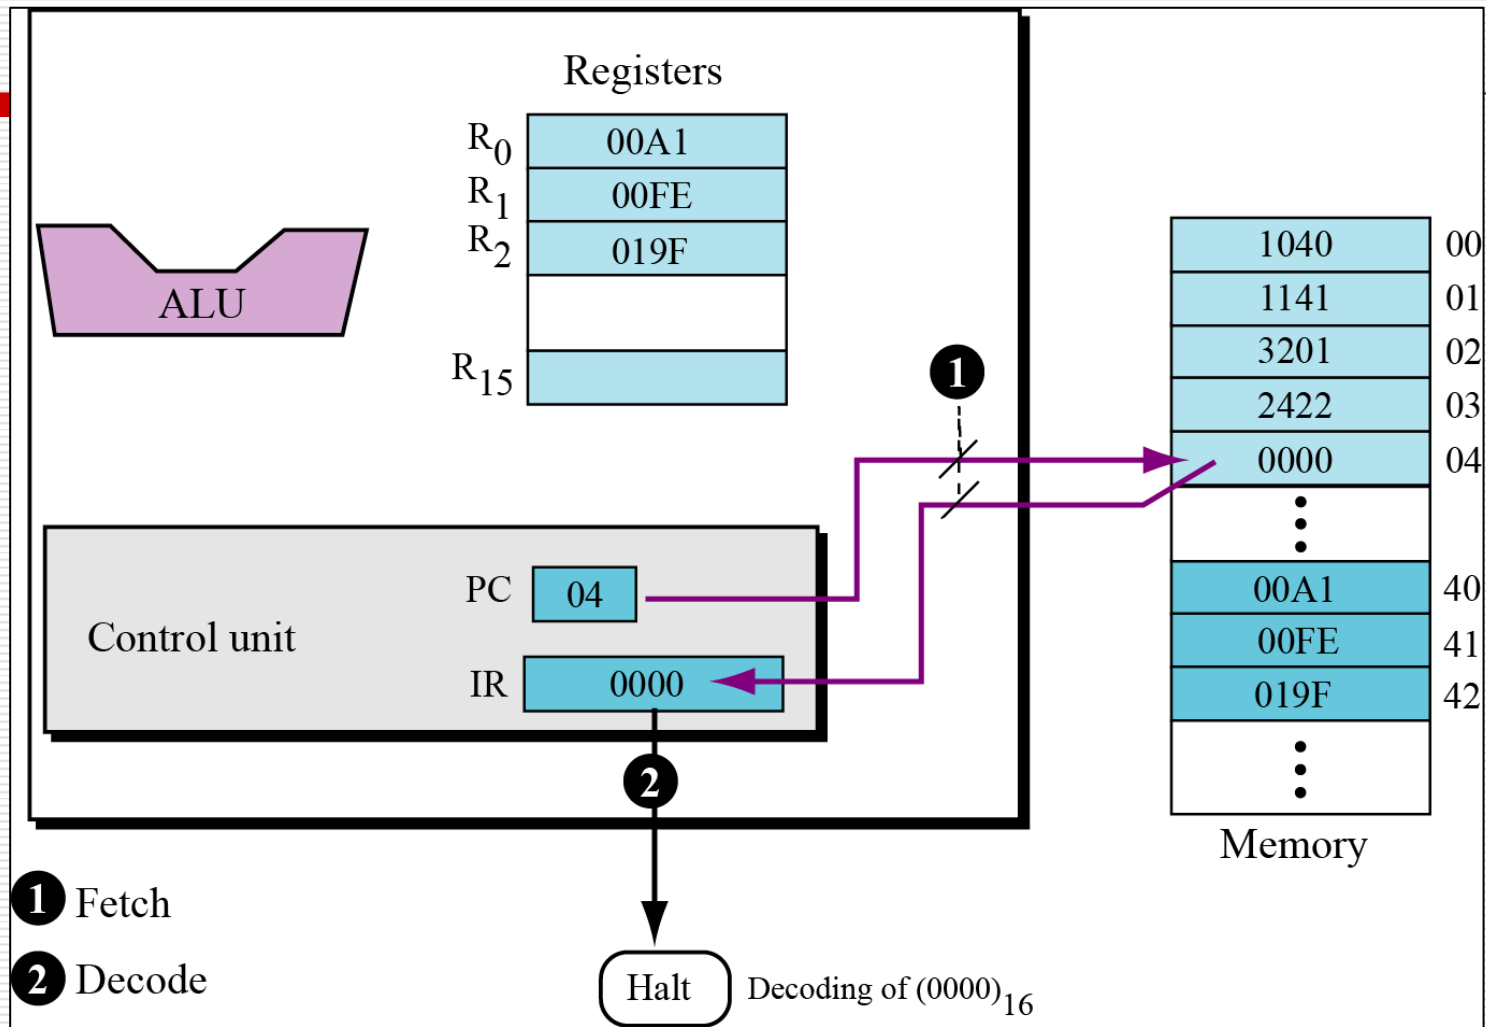 Registers
R0 00A1
R1 00FE
R2 019F
R15
ALU
1
1040 00
1141 01
3201 02
2422 03
0000 04
00A1 40
00FE 41
019F 42
Memory
Control unit
PC 04
IR 0000
2
1 Fetch
2 Decode
Halt Decoding of (0000)16